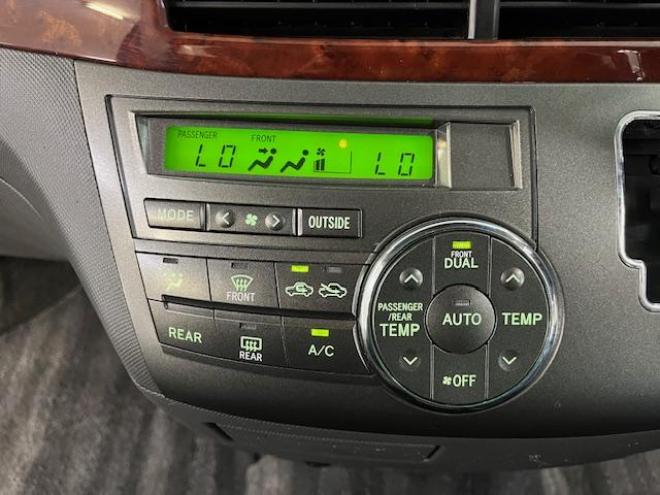 PASSENGER FRONT
LO LO
MODE OUTSIDE
FRONT
REAR REAR A/C
FRONT
DUAL
PASSENGER
/REAR
TEMP AUTO TEMP
OFF